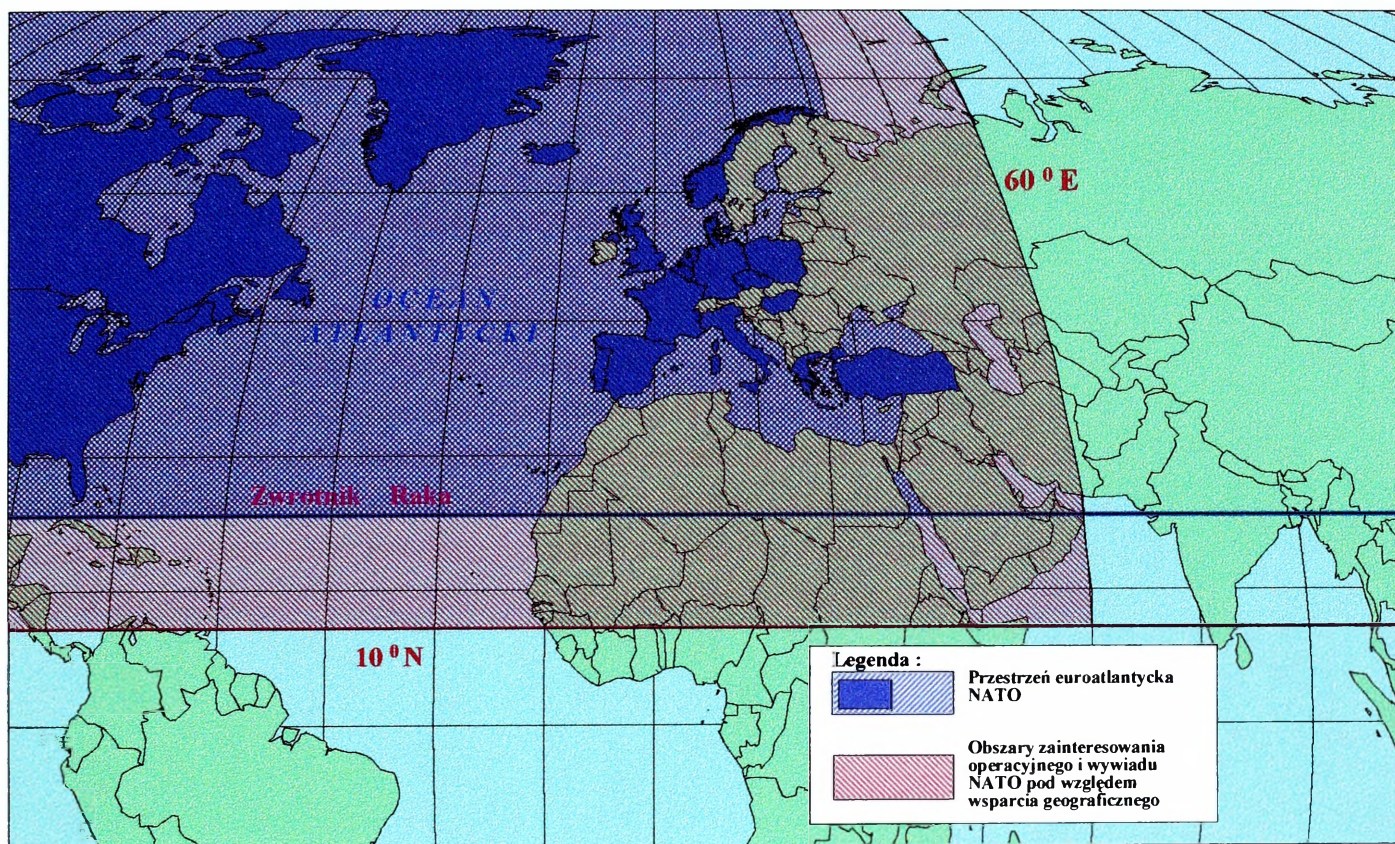 60 ⁰ E
OCEAN
ATLANTYCKI
Zwrotnik Raka
10 ⁰ N
Legenda :
Przestrzeń euroatlantycka
NATO
Obszary zainteresowania
operacyjnego i wywiadu
NATO pod względem
wsparcia geograficznego